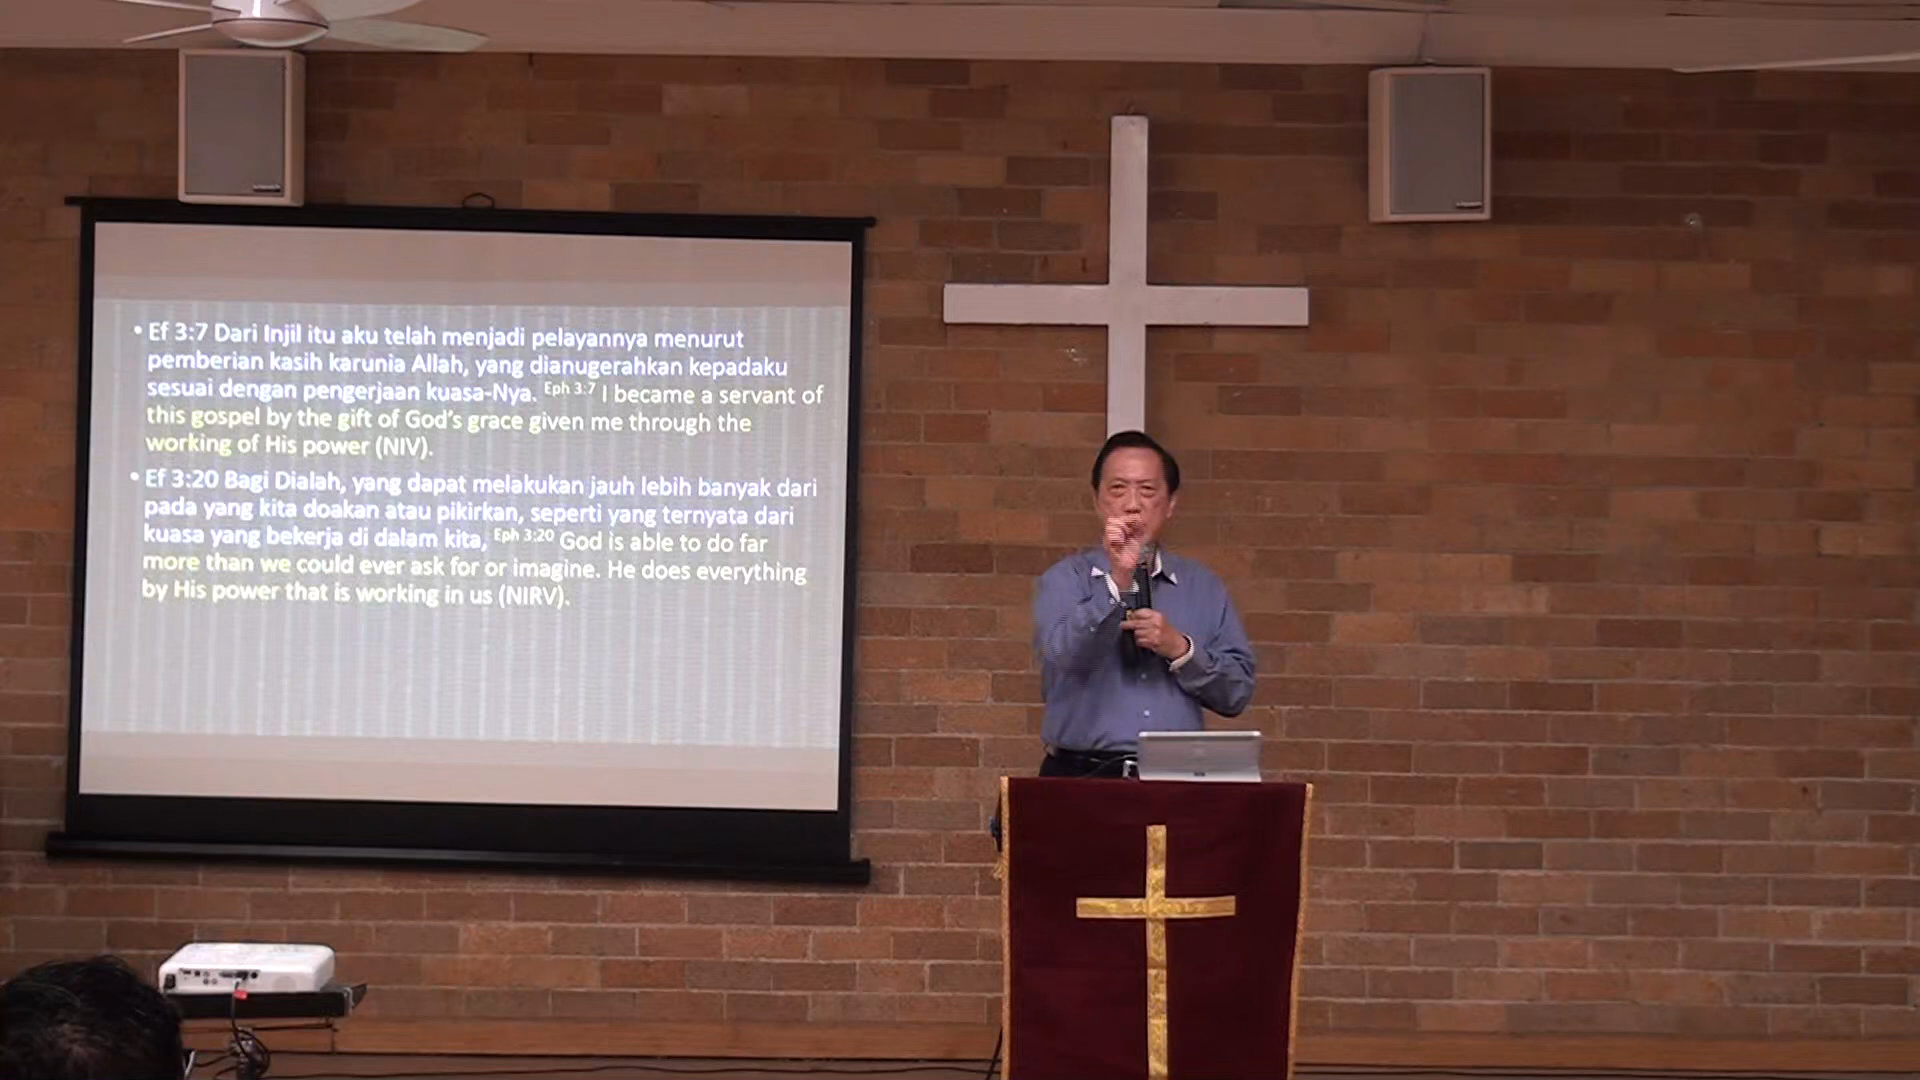 • Ef 3:7 Dari Injil itu aku telah menjadi pelayannya menurut
pemberian kasih karunia Allah, yang dianugerahkan kepadaku
sesuai dengan pengerjaan kuasa-Nya. Eph 3:7 I became a servant of
this gospel by the gift of God's grace given me through the
working of His power (NIV).
• Ef 3:20 Bagi Dialah, yang dapat melakukan jauh lebih banyak dari
pada yang kita doakan atau pikirkan, seperti yang ternyata dari
kuasa yang bekerja di dalam kita, Eph 3:20 God is able to do far
more than we could ever ask for or imagine. He does everything
by His power that is working in us (NIRV).